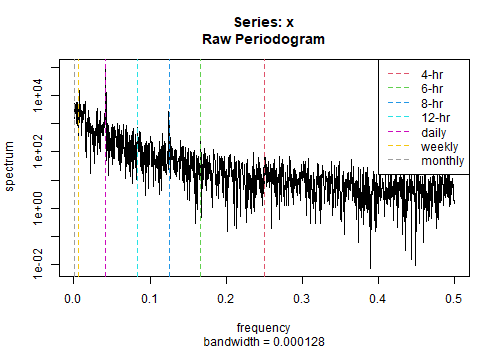 Series: x
Raw Periodogram
spectrum
1e+04
1e+02
1e+00
1e-02
4-hr
6-hr
8-hr
12-hr
daily
weekly
monthly
0.0 0.1 0.2 0.3 0.4 0.5
frequency
bandwidth = 0.000128